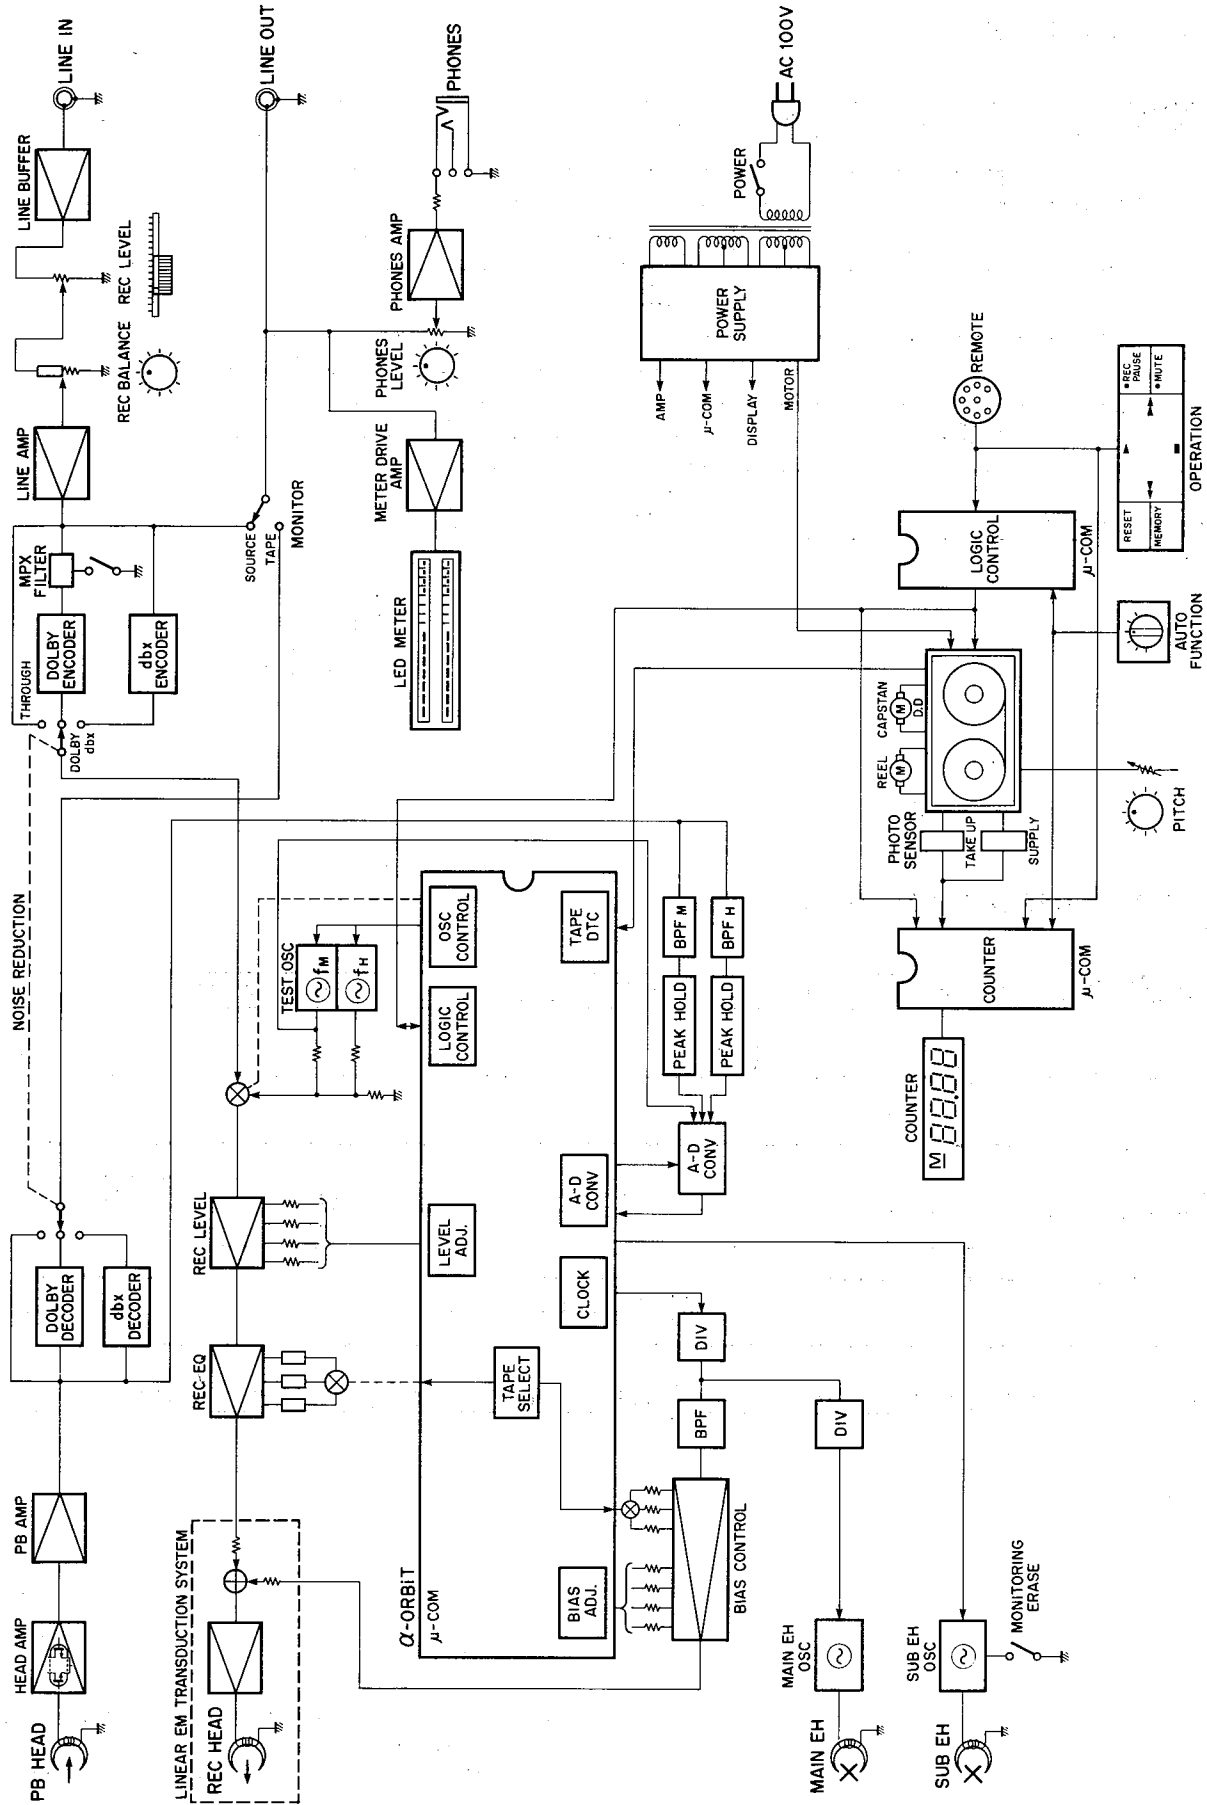 PB HEAD
HEAD AMP
PB AMP
DOLBY
DECODER
dbx
DECODER
NOISE REDUCTION
DOLBY
dbx
THROUGH
DOLBY
ENCODER
dbx
ENCODER
MPX
FILTER
LINE AMP
REC BALANCE
REC LEVEL
LINE BUFFER
LINE IN
LINE OUT
SOURCE
TAPE
MONITOR
LINEAR EM TRANSDUCTION SYSTEM
REC HEAD
REC EQ
REC LEVEL
TEST OSC
fM
fH
LED METER
METER DRIVE
AMP
PHONES
LEVEL
PHONES AMP
PHONES
α-ORBiT
μ-COM
BIAS
ADJ.
TAPE
SELECT
LEVEL
ADJ.
CLOCK
A-D
CONV
LOGIC
CONTROL
OSC
CONTROL
TAPE
DTC
BIAS CONTROL
BPF
DIV
DIV
A-D
CONV
PEAK HOLD
BPF M
PEAK HOLD
BPF H
AMP
μ-COM
DISPLAY
MOTOR
POWER
SUPPLY
POWER
AC 100V
MAIN EH
MAIN EH
OSC
SUB EH
SUB EH
OSC
MONITORING
ERASE
COUNTER
M 88.88
COUNTER
μ-COM
PHOTO
SENSOR
TAKE UP
SUPPLY
REEL
M
CAPSTAN
M
D.D
PITCH
LOGIC
CONTROL
μ-COM
REMOTE
AUTO
FUNCTION
RESET
MEMORY
REC
PAUSE
MUTE
OPERATION